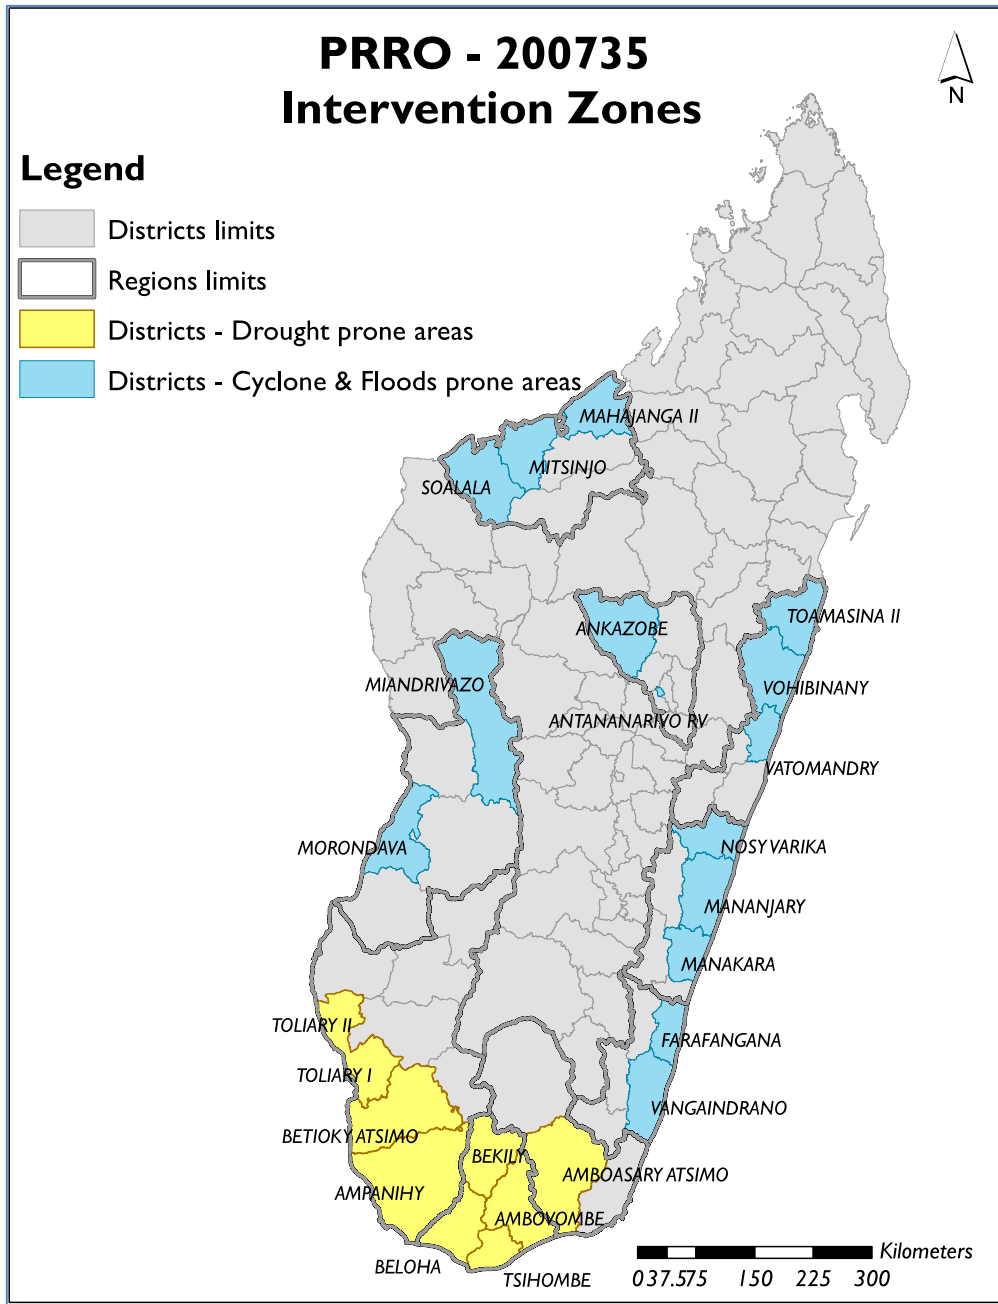 PRRO - 200735
Intervention Zones
N
Legend
Districts limits
Regions limits
Districts - Drought prone areas
Districts - Cyclone & Floods prone areas
MAHAJANGA II
MITSINJO
SOALALA
ANKAZOBE
TOAMASINA II
MIANDRIVAZO
VOHIBINANY
ANTANANARIVO RV
VATOMANDRY
MORONDAVA
NOSY VARIKA
MANANJARY
MANAKARA
TOLIARY II
FARAFANGANA
TOLIARY I
VANGAINDRANO
BETIOKY ATSIMO
BEKILY
AMBOASARY ATSIMO
AMPANIHY
AMBOVOMBE
BELOHA
TSIHOMBE
Kilometers
0 37.575 150 225 300